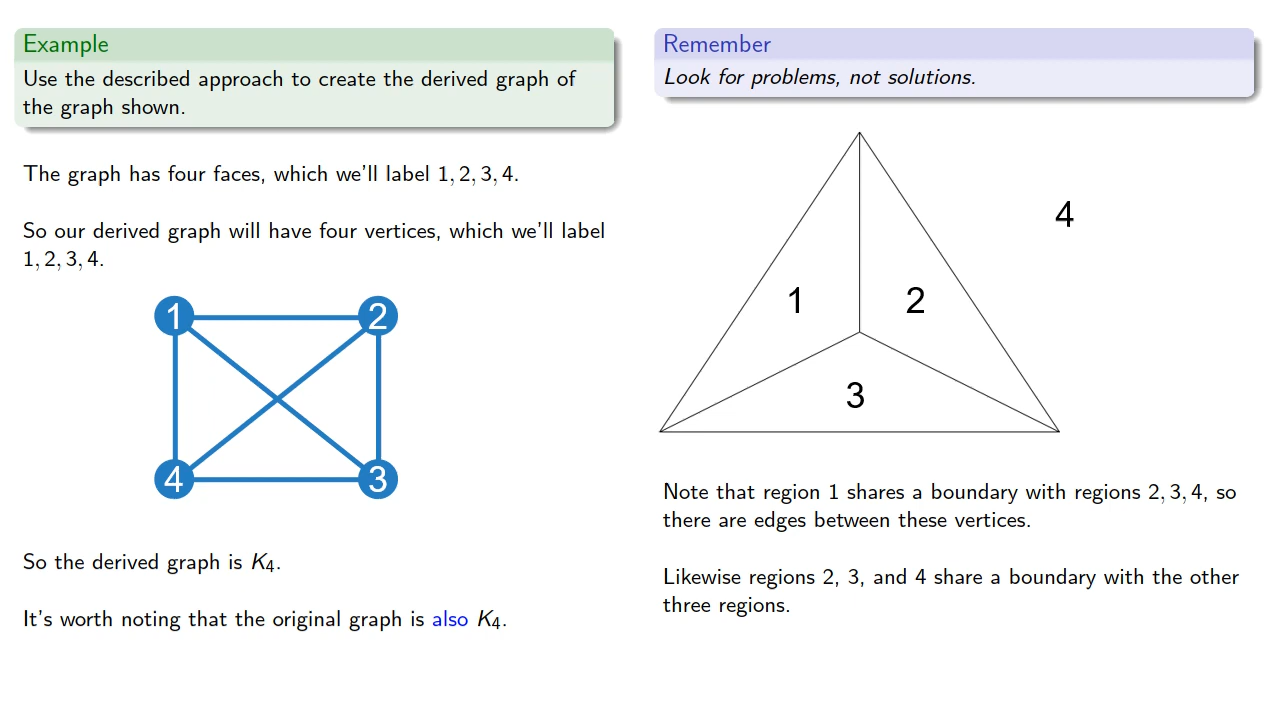 Example
Use the described approach to create the derived graph of
the graph shown.
The graph has four faces, which we'll label 1, 2, 3, 4.
So our derived graph will have four vertices, which we'll label
1, 2, 3, 4.
1
2
4
3
So the derived graph is K₄.
It's worth noting that the original graph is also K₄.
Remember
Look for problems, not solutions.
4
1
2
3
Note that region 1 shares a boundary with regions 2, 3, 4, so
there are edges between these vertices.
Likewise regions 2, 3, and 4 share a boundary with the other
three regions.